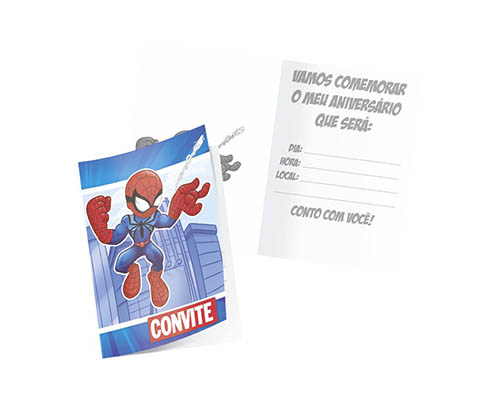 VAMOS COMEMORAR
O MEU ANIVERSÁRIO
QUE SERÁ:
DIA:
HORA:
LOCAL:
CONTO COM VOCÊ!
CONVITE